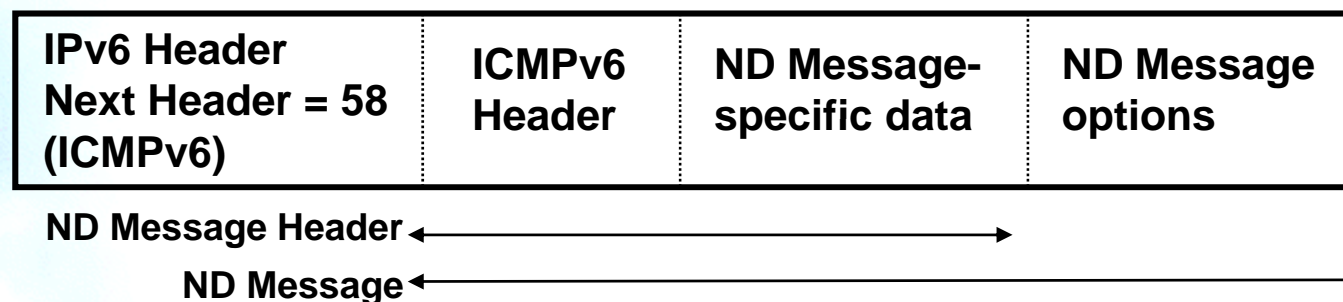 IPv6 Header
Next Header = 58
(ICMPv6)
ICMPv6
Header
ND Message-
specific data
ND Message
options
ND Message Header
ND Message